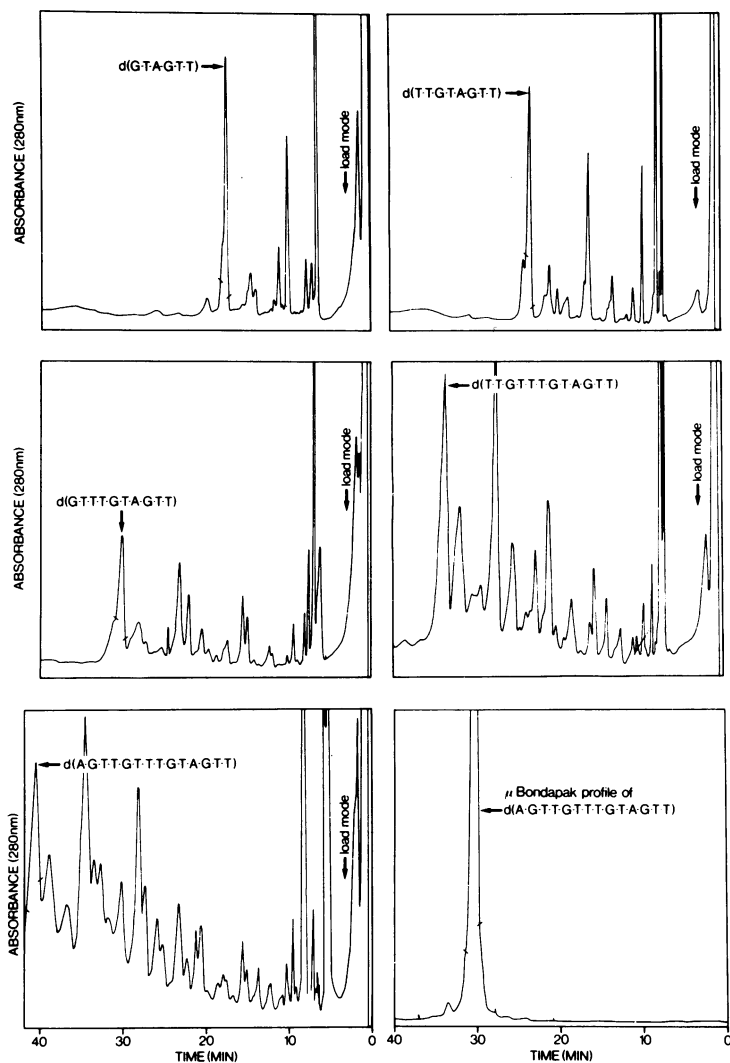 ABSORBANCE (280nm)
d(G·T·A·G·T·T)
load mode
d(T·T·G·T·A·G·T·T)
load mode
ABSORBANCE (280nm)
d(G·T·T·T·G·T·A·G·T·T)
load mode
d(T·T·G·T·T·T·G·T·A·G·T·T)
load mode
ABSORBANCE (280nm)
d(A·G·T·T·G·T·T·T·G·T·A·G·T·T)
load mode
μ Bondapak profile of
d(A·G·T·T·G·T·T·T·G·T·A·G·T·T)
40 30 20 10 0
TIME (MIN)
40 30 20 10 0
TIME (MIN)